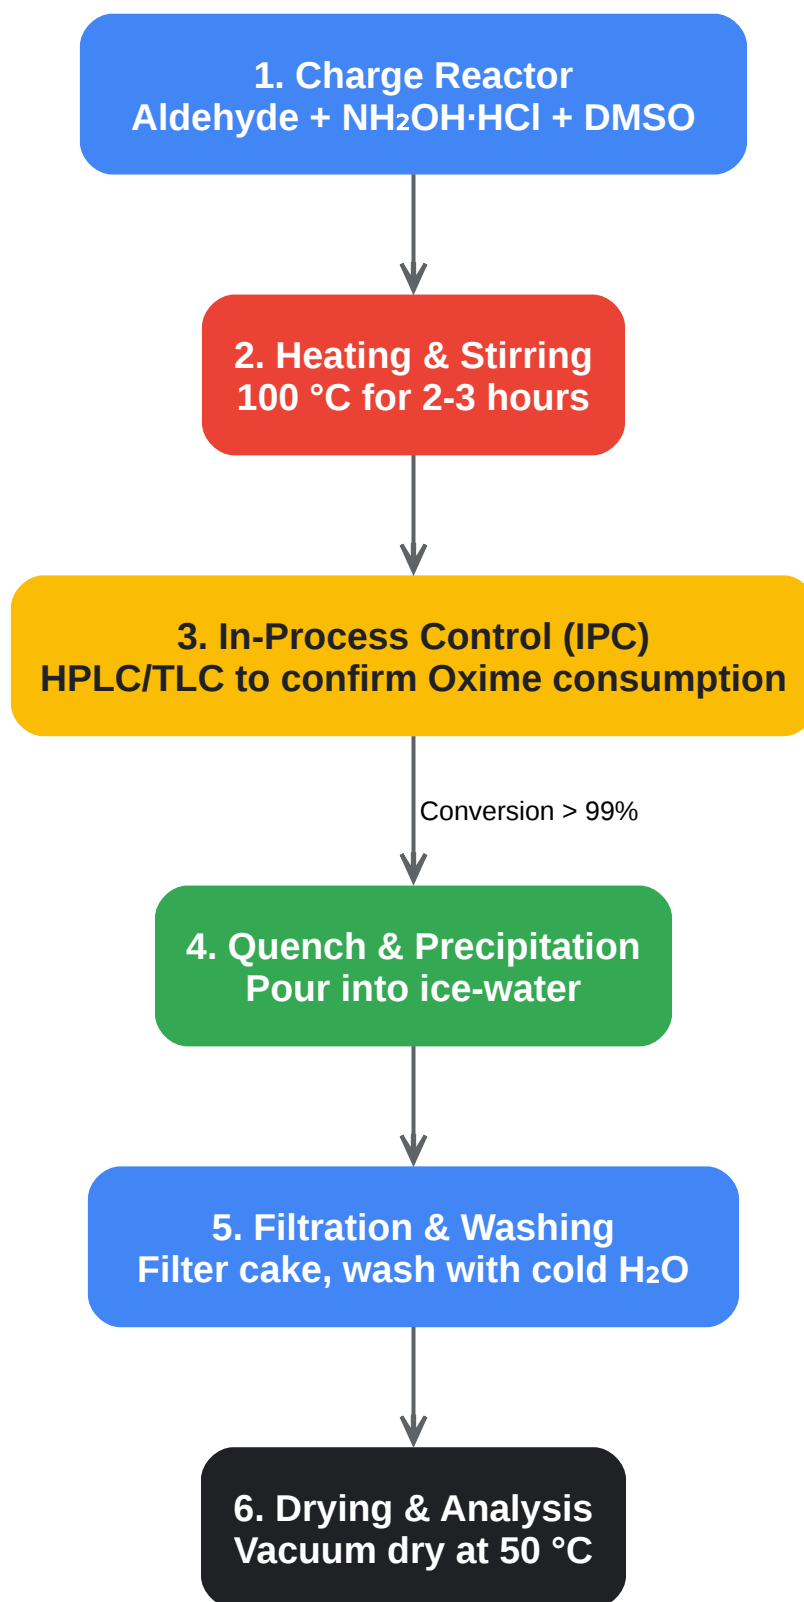 1. Charge Reactor
Aldehyde + NH₂OH·HCl + DMSO
2. Heating & Stirring
100 °C for 2-3 hours
3. In-Process Control (IPC)
HPLC/TLC to confirm Oxime consumption
Conversion > 99%
4. Quench & Precipitation
Pour into ice-water
5. Filtration & Washing
Filter cake, wash with cold H₂O
6. Drying & Analysis
Vacuum dry at 50 °C